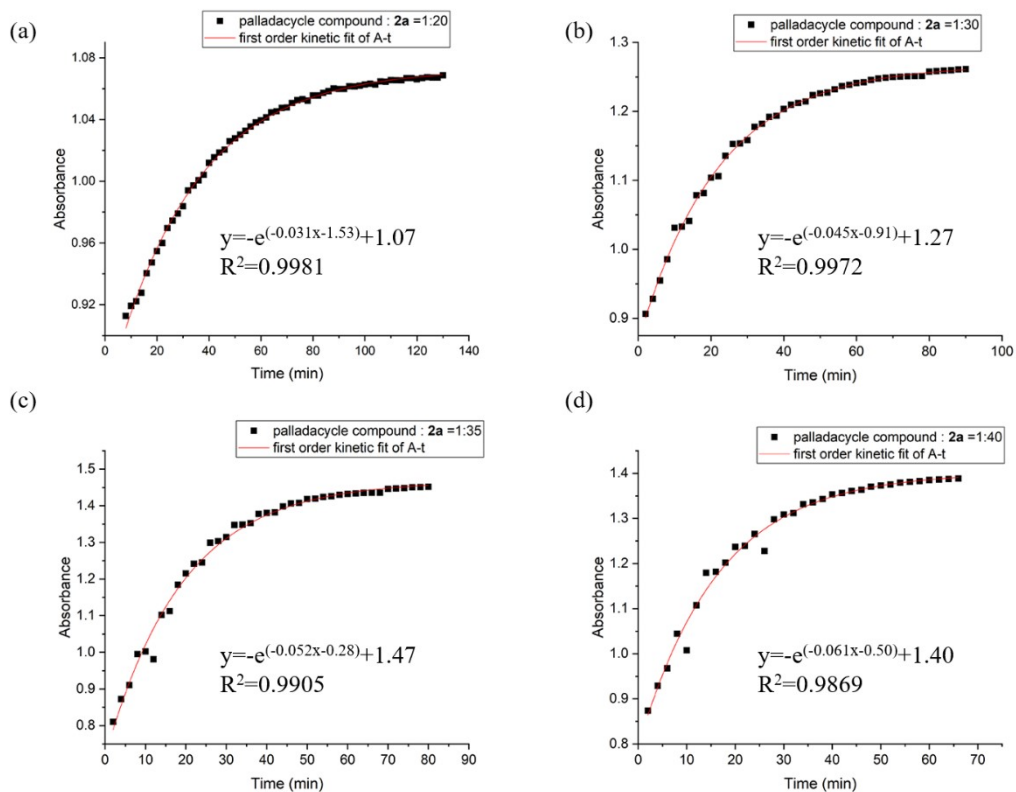 (a)
palladacycle compound : 2a =1:20
first order kinetic fit of A-t
1.08
1.04
1.00
0.96
0.92
Absorbance
y=-e(-0.031x-1.53)+1.07
R2=0.9981
0 20 40 60 80 100 120 140
Time (min)
(b)
palladacycle compound : 2a =1:30
first order kinetic fit of A-t
1.3
1.2
1.1
1.0
0.9
Absorbance
y=-e(-0.045x-0.91)+1.27
R2=0.9972
0 20 40 60 80 100
Time (min)
(c)
palladacycle compound : 2a =1:35
first order kinetic fit of A-t
1.5
1.4
1.3
1.2
1.1
1.0
0.9
0.8
Absorbance
y=-e(-0.052x-0.28)+1.47
R2=0.9905
0 10 20 30 40 50 60 70 80 90
Time (min)
(d)
palladacycle compound : 2a =1:40
first order kinetic fit of A-t
1.4
1.3
1.2
1.1
1.0
0.9
0.8
Absorbance
y=-e(-0.061x-0.50)+1.40
R2=0.9869
0 10 20 30 40 50 60 70
Time (min)